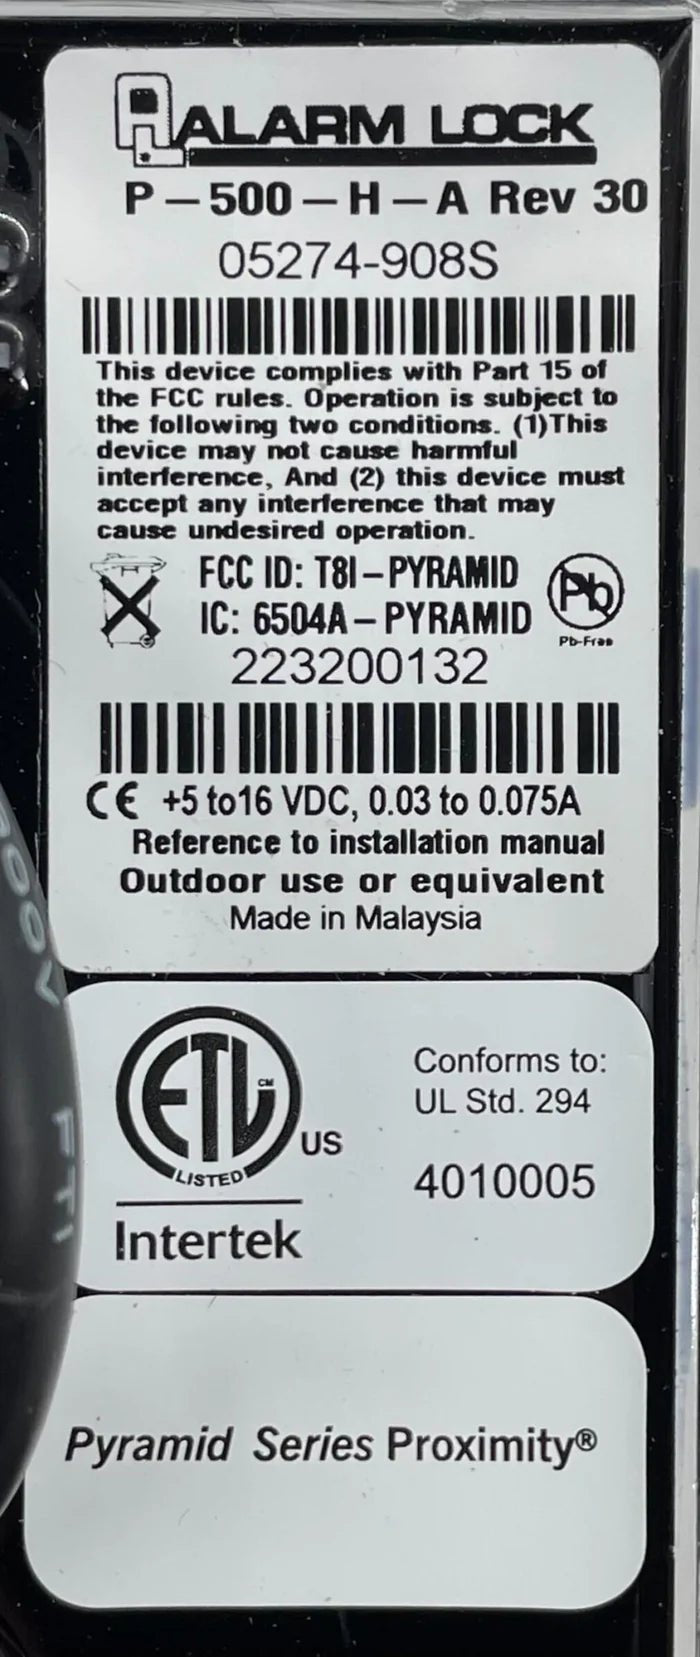 ALARM LOCK
P-500-H-A Rev 30
05274-908S
This device complies with Part 15 of
the FCC rules. Operation is subject to
the following two conditions. (1)This
device may not cause harmful
interference, And (2) this device must
accept any interference that may
cause undesired operation.
FCC ID: T8I-PYRAMID
IC: 6504A-PYRAMID
Pb
Pb-Free
223200132
CE +5 to16 VDC, 0.03 to 0.075A
Reference to installation manual
Outdoor use or equivalent
Made in Malaysia
ETL CM
LISTED
US
Intertek
Conforms to:
UL Std. 294
4010005
Pyramid Series Proximity®
FTI